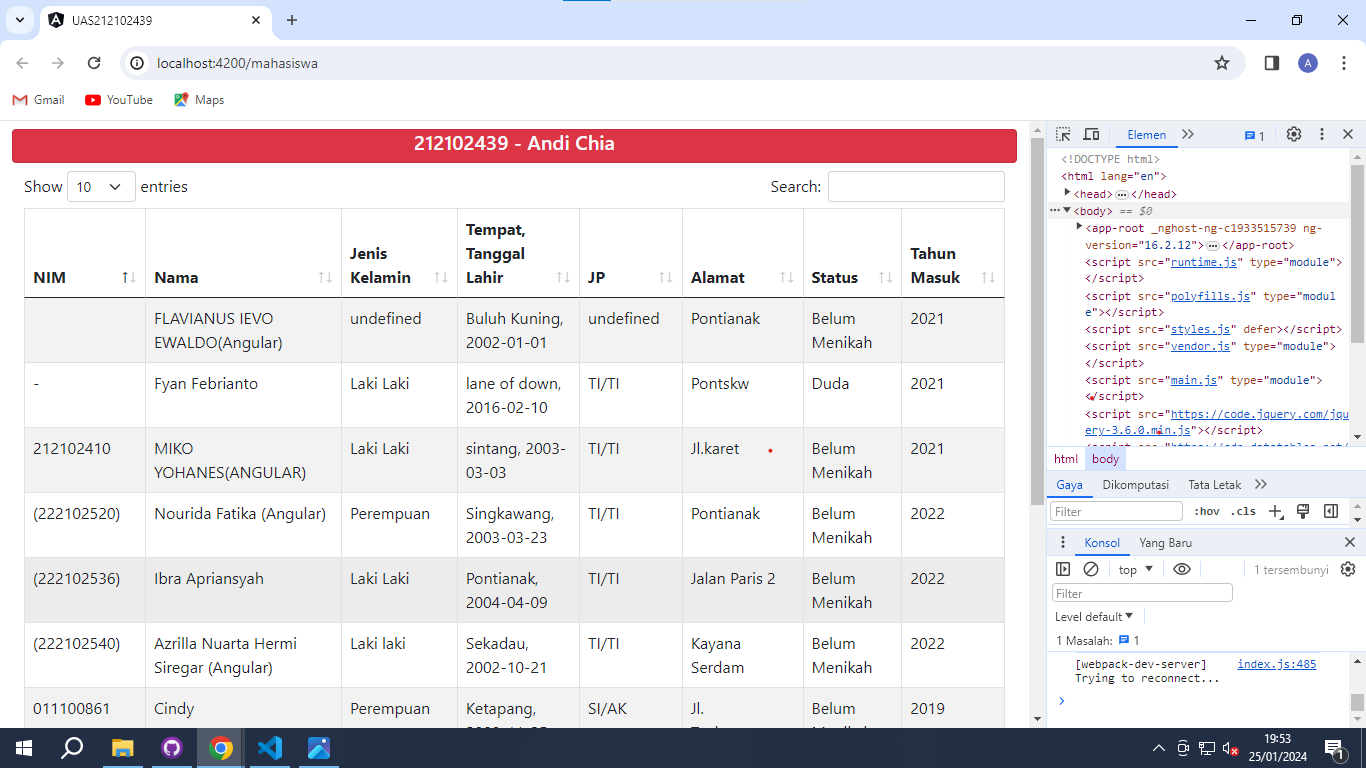 UAS212102439
localhost:4200/mahasiswa
A
Gmail YouTube Maps
212102439 - Andi Chia
Show 10 entries
Search:
NIM Nama Jenis Kelamin Tempat, Tanggal Lahir JP Alamat Status Tahun Masuk
FLAVIANUS IEVO EWALDO(Angular) undefined Buluh Kuning, 2002-01-01 undefined Pontianak Belum Menikah 2021
- Fyan Febrianto Laki Laki lane of down, 2016-02-10 TI/TI Pontskw Duda 2021
212102410 MIKO YOHANES(ANGULAR) Laki Laki sintang, 2003-03-03 TI/TI Jl.karet Belum Menikah 2021
(222102520) Nourida Fatika (Angular) Perempuan Singkawang, 2003-03-23 TI/TI Pontianak Belum Menikah 2022
(222102536) Ibra Apriansyah Laki Laki Pontianak, 2004-04-09 TI/TI Jalan Paris 2 Belum Menikah 2022
(222102540) Azrilla Nuarta Hermi Siregar (Angular) Laki laki Sekadau, 2002-10-21 TI/TI Kayana Serdam Belum Menikah 2022
011100861 Cindy Perempuan Ketapang, SI/AK Jl. Belum 2019
Elemen 1
<!DOCTYPE html>
<html lang="en">
<head> </head>
<body> == $0
<app-root _nghost-ng-c1933515739 ng-
version="16.2.12"> </app-root>
<script src="runtime.js" type="module">
</script>
<script src="polyfills.js" type="modul
e"></script>
<script src="styles.js" defer></script>
<script src="vendor.js" type="module">
</script>
<script src="main.js" type="module">
</script>
<script src="https://code.jquery.com/jqu
ery-3.6.0.min.js"></script>
html body
Gaya Dikomputasi Tata Letak
Filter :hov .cls
Konsol Yang Baru
top 1 tersembunyi
Filter
Level default
1 Masalah: 1
[webpack-dev-server] index.js:485
Trying to reconnect...
19:53
25/01/2024
1